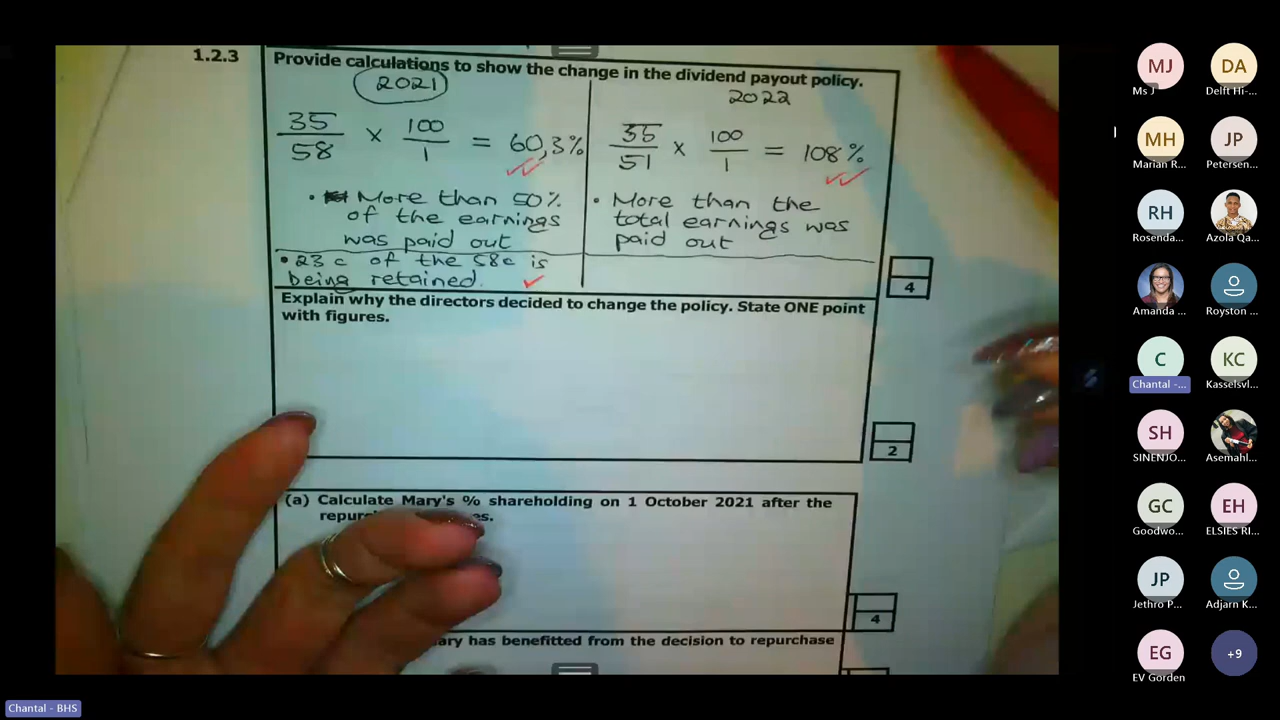 1.2.3
Provide calculations to show the change in the dividend payout policy.
2021
35/58 × 100/1 = 60,3%
• More than 50%
of the earnings
was paid out
• 23c of the 58c is
being retained.
2022
/51 × 100/1 = 108%
• More than the
total earnings was
paid out
4
Explain why the directors decided to change the policy. State ONE point
with figures.
2
(a) Calculate Mary's % shareholding on 1 October 2021 after the
4
has benefitted from the decision to repurchase
MJ
Ms J
DA
Delft Hi-...
MH
Marian R...
JP
Petersen...
RH
Rosenda...
Azola Qa...
Amanda ...
Royston ...
C
Chantal -...
KC
Kasselsvl...
SH
SINENJO...
Asemahl...
GC
Goodwo...
EH
ELSIES RI...
JP
Jethro P...
Adjarn K...
EG
EV Gorden
+9
Chantal - BHS